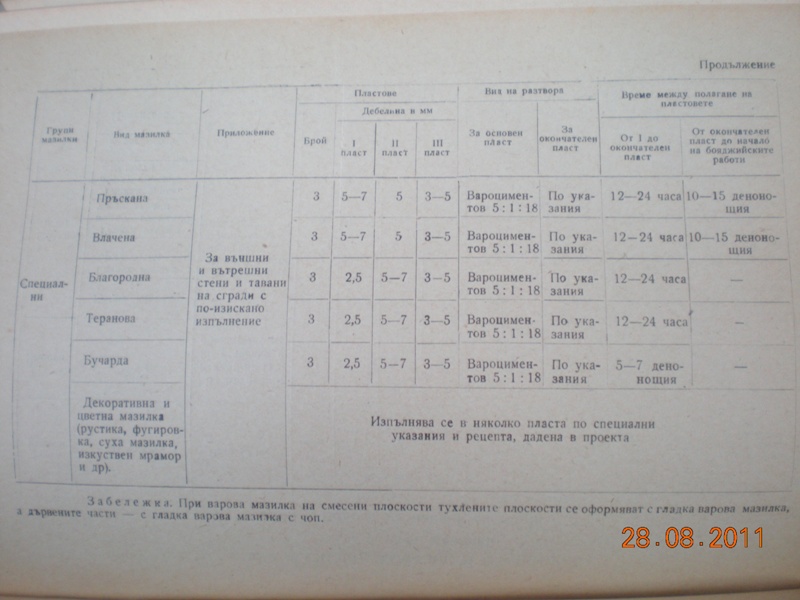 Продължение
Групи мазилки
Вид мазилка
Приложение
Пластове
Брой
Дебелина в мм
I пласт
II пласт
III пласт
Вид на разтвора
За основен пласт
За окончателен пласт
Време между полагане на пластовете
От I до окончателен пласт
От окончателен пласт до начало на бояджийските работи
Специални
За външни
и вътрешни
стени и тавани
на сгради с
по-изискано
изпълнение
Пръскана 3 5—7 5 3—5 Вароцимен- По ука- 12—24 часа 10—15 деноно-
тов 5:1:18 зания щия
Влачена 3 5—7 5 3—5 Вароцимен- По ука- 12—24 часа 10—15 деноно-
тов 5:1:18 зания щия
Благородна 3 2,5 5—7 3—5 Вароцимен- По ука- 12—24 часа —
тов 5:1:18 зания
Теранова 3 2,5 5—7 3—5 Вароцимен- По ука- 12—24 часа —
тов 5:1:18 зания
Бучарда 3 2,5 5—7 3—5 Вароцимен- По ука- 5—7 дено- —
тов 5:1:18 зания нощия
Декоративна и
цветна мазилка
(рустика, фугиров-
ка, суха мазилка,
изкуствен мрамор
и др).
Изпълнява се в няколко пласта по специални
указания и рецепта, дадена в проекта
Забележка. При варова мазилка на смесени плоскости тухлените плоскости се оформяват с гладка варова мазилка,
а дървените части — с гладка варова мазилка с чоп.
28.08.2011